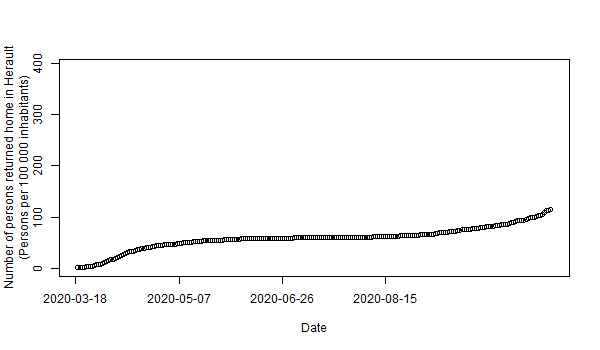 Number of persons returned home in Herault
(Persons per 100 000 inhabitants)
400
300
200
100
0
2020-03-18 2020-05-07 2020-06-26 2020-08-15
Date